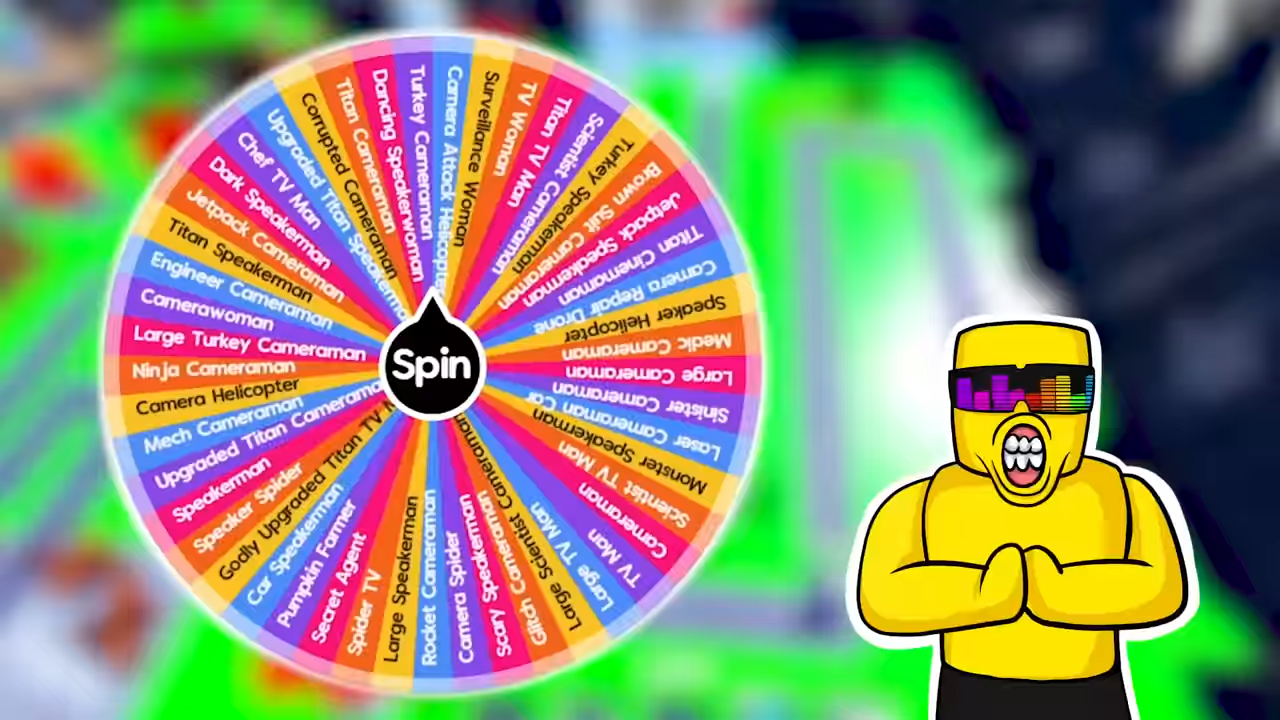 Camera Attack Helicopte
Surveillance Woman
TV Woman
Titan TV Man
Scientist Cameraman
Turkey Speakerman
Brown Suit Cameraman
Jetpack Speakerman
Titan Cinemaman
Camera Repair Drone
Speaker Helicopter
Medic Cameraman
Large Cameraman
Sinister Cameraman
Laser Cameraman Car
Monster Speakerman
Scientist TV Man
Cameraman
TV Man
Large TV Man
Large Scientist Cameraman
Glitch Cameraman
Scary Speakerman
Camera Spider
Rocket Cameraman
Large Speakerman
Spider TV
Secret Agent
Pumpkin Farmer
Car Speakerman
Godly Upgraded Titan TV M
Speaker Spider
Speakerman
Upgraded Titan Camerama
Mech Cameraman
Camera Helicopter
Ninja Cameraman
Large Turkey Cameraman
Camerawoman
Engineer Cameraman
Titan Speakerman
Jetpack Cameraman
Dark Speakerman
Chef TV Man
Upgraded Titan Speakerma
Corrupted Cameraman
Titan Cameraman
Dancing Speakerwoman
Turkey Cameraman
Spin